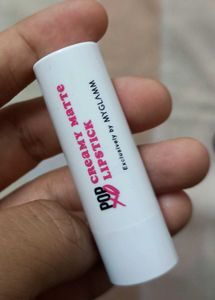 POP
CREAMY MATTE
LIPSTICK
Exclusively by MYGLAMM